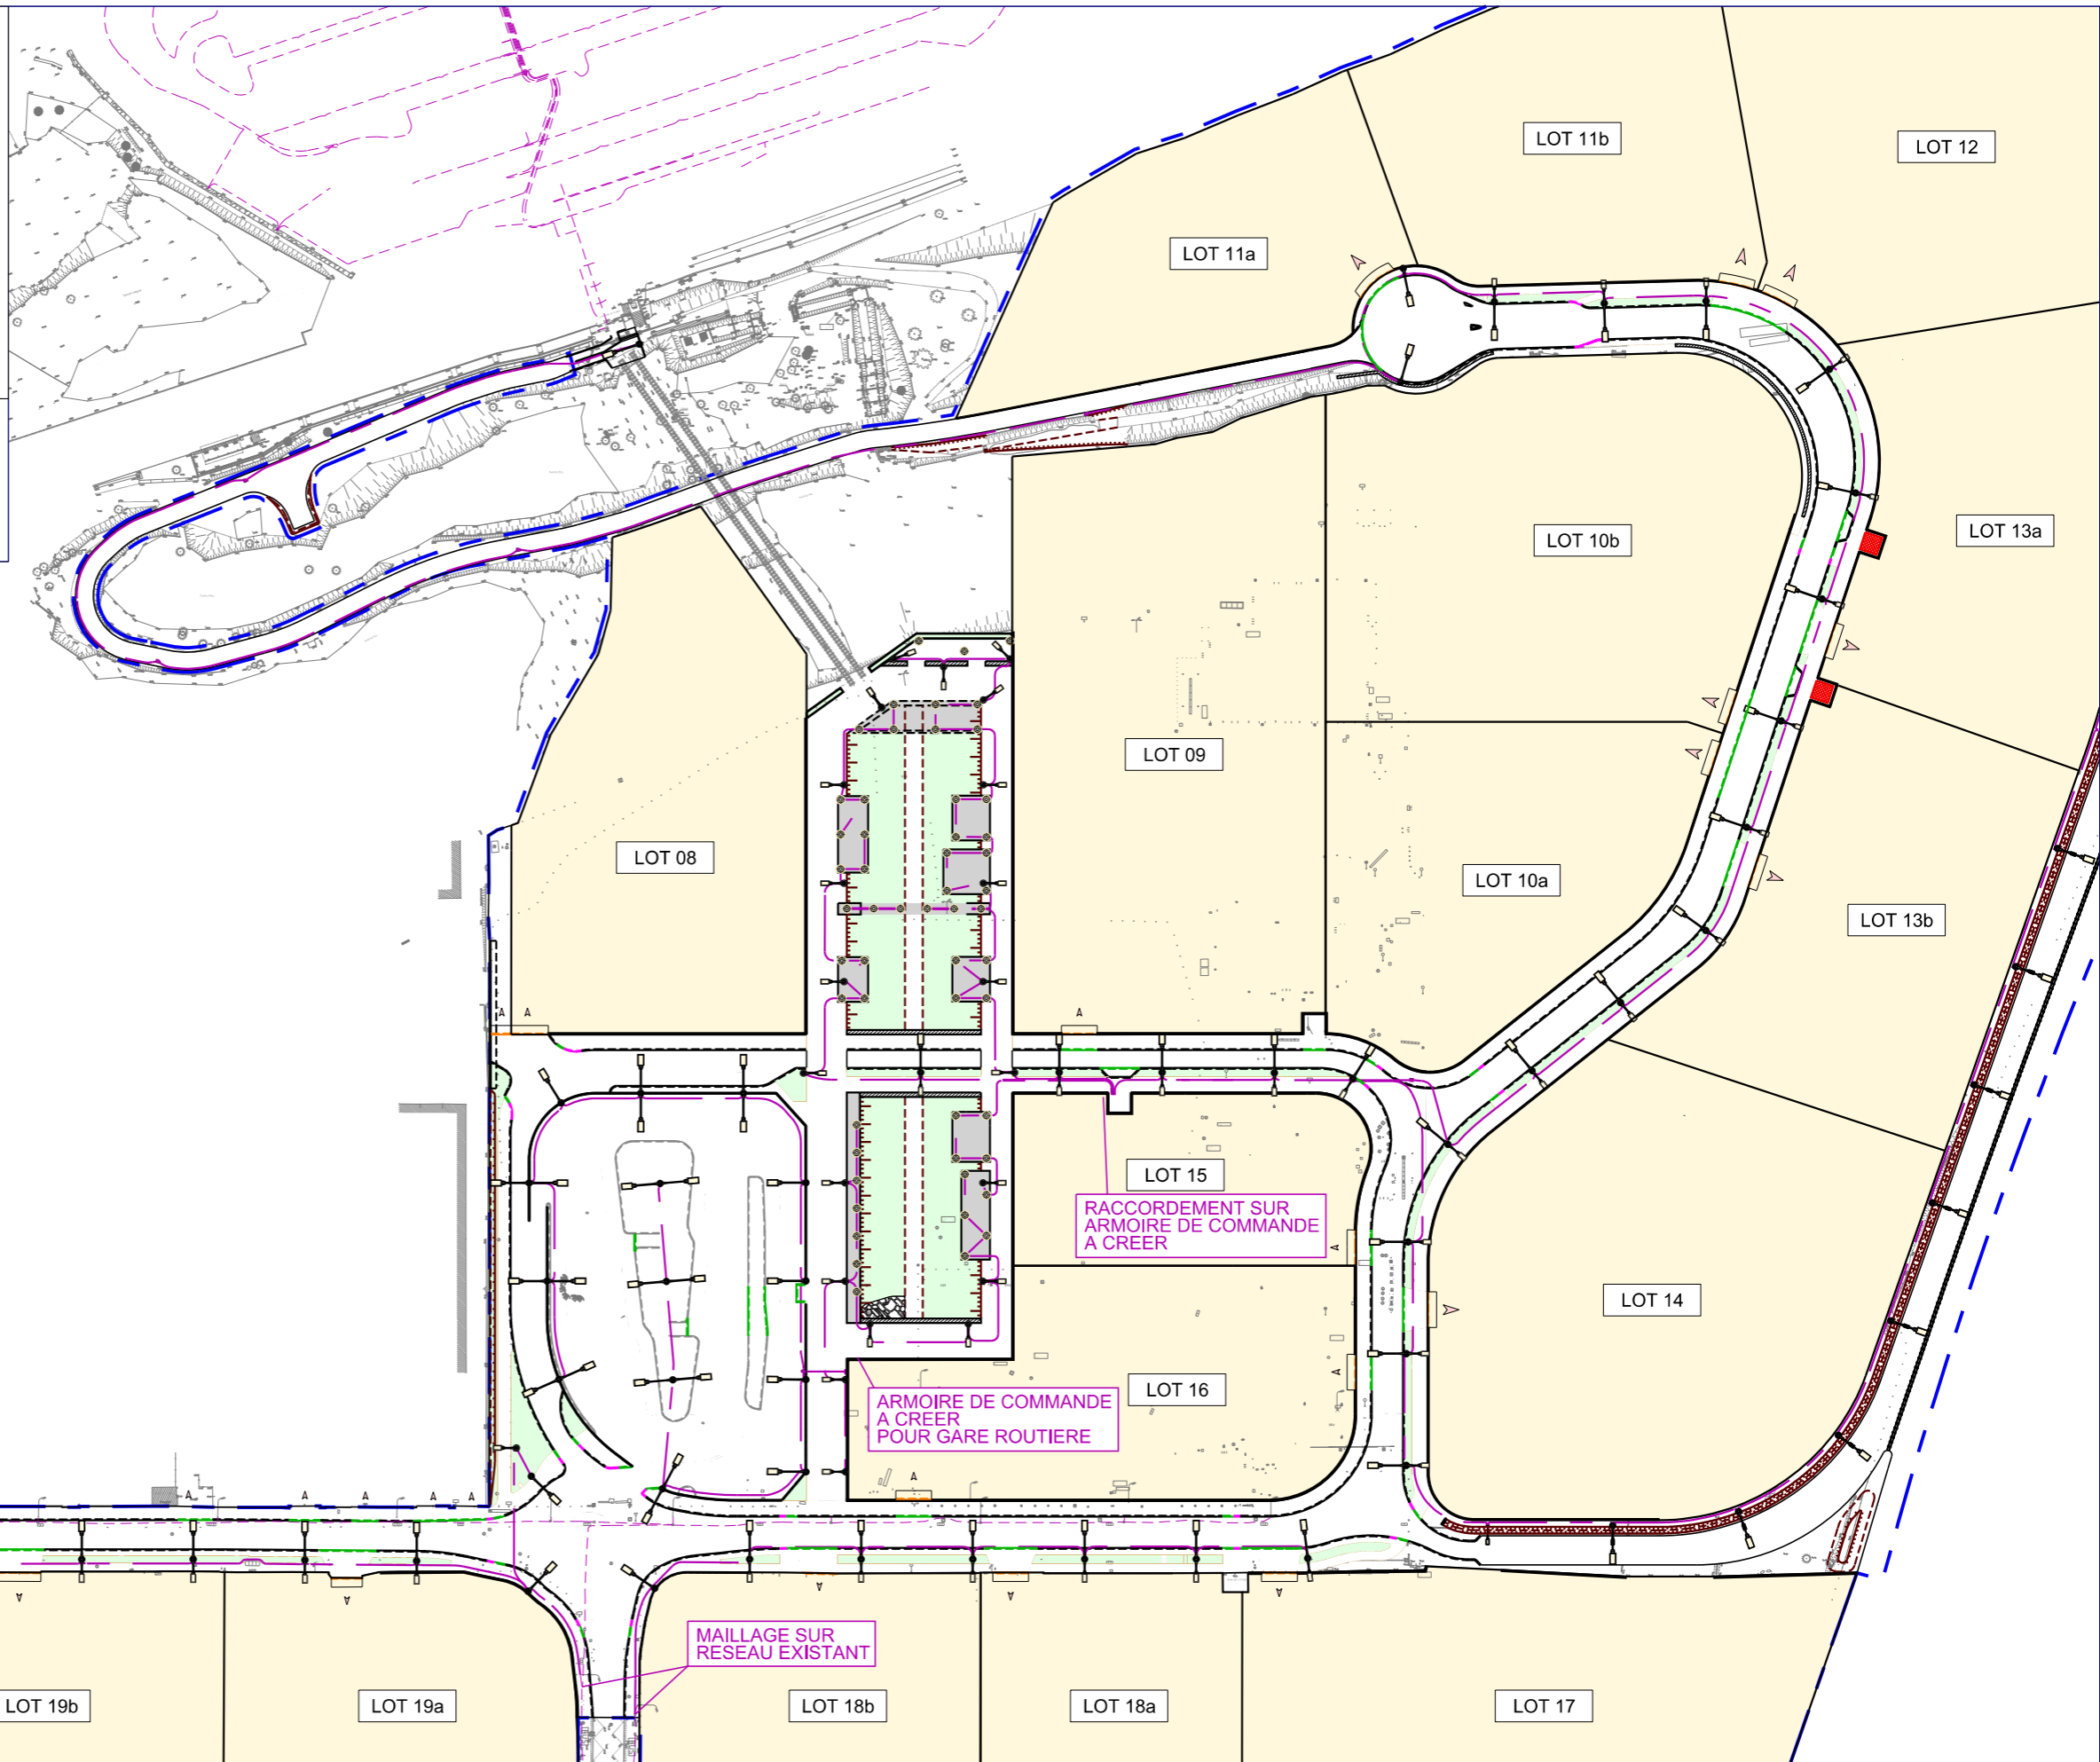 LOT 11b
LOT 12
LOT 11a
LOT 13a
LOT 10b
LOT 09
LOT 08
LOT 10a
LOT 13b
A
A
A
LOT 15
RACCORDEMENT SUR
ARMOIRE DE COMMANDE
A CREER
A
LOT 14
A
LOT 16
ARMOIRE DE COMMANDE
A CREER
POUR GARE ROUTIERE
A
A
A
A
A
A
A
A
A
A
A
MAILLAGE SUR
RESEAU EXISTANT
LOT 19b
LOT 19a
LOT 18b
LOT 18a
LOT 17